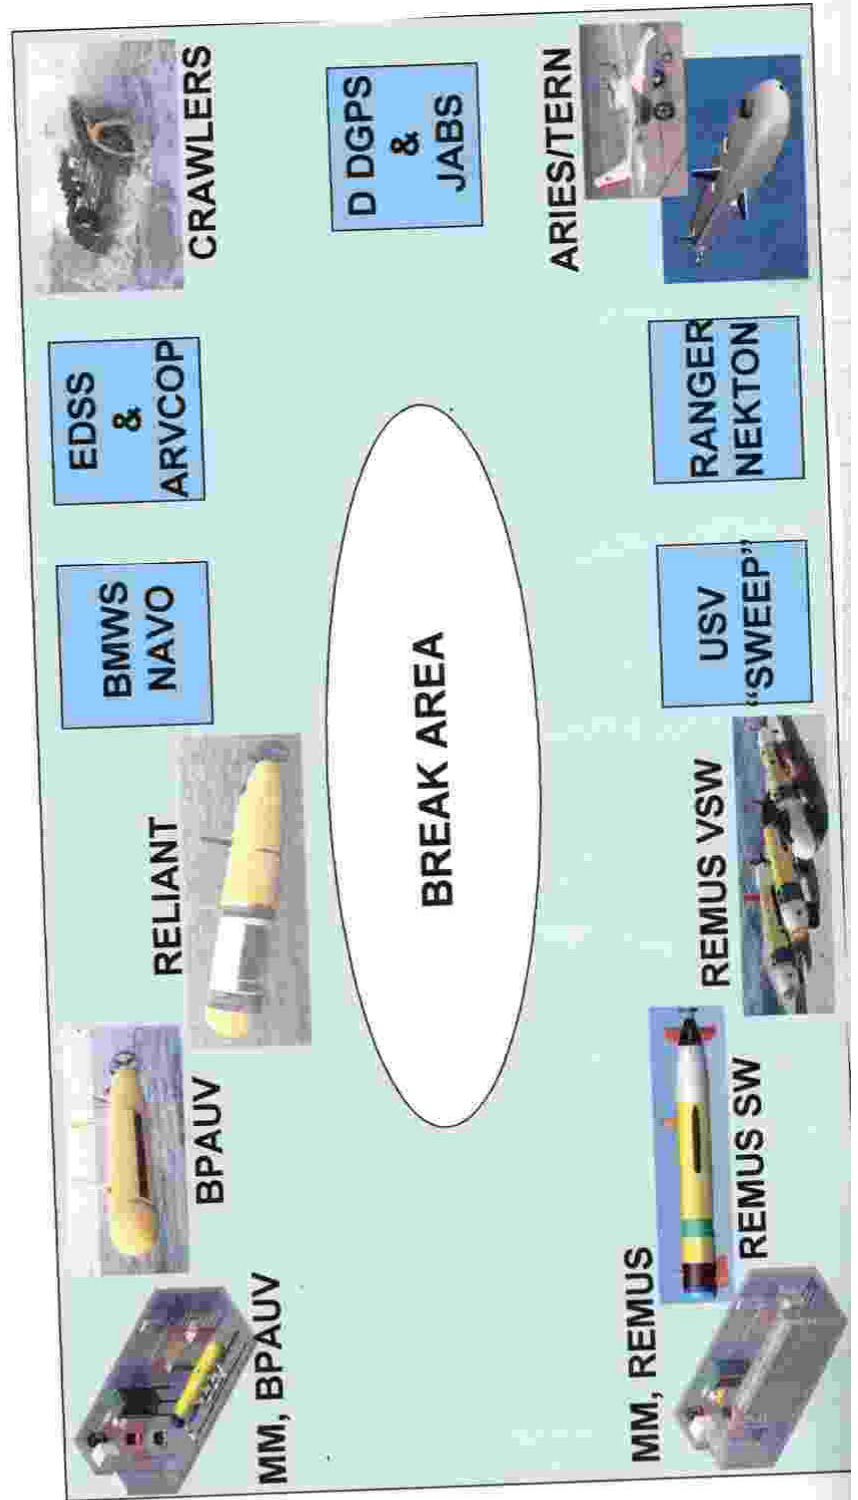 MM, BPAUV
BPAUV
RELIANT
BMWS
NAVO
EDSS
&
ARVCOP
CRAWLERS
BREAK AREA
D DGPS
&
JABS
MM, REMUS
REMUS SW
REMUS VSW
USV
“SWEEP”
RANGER
NEKTON
ARIES/TERN